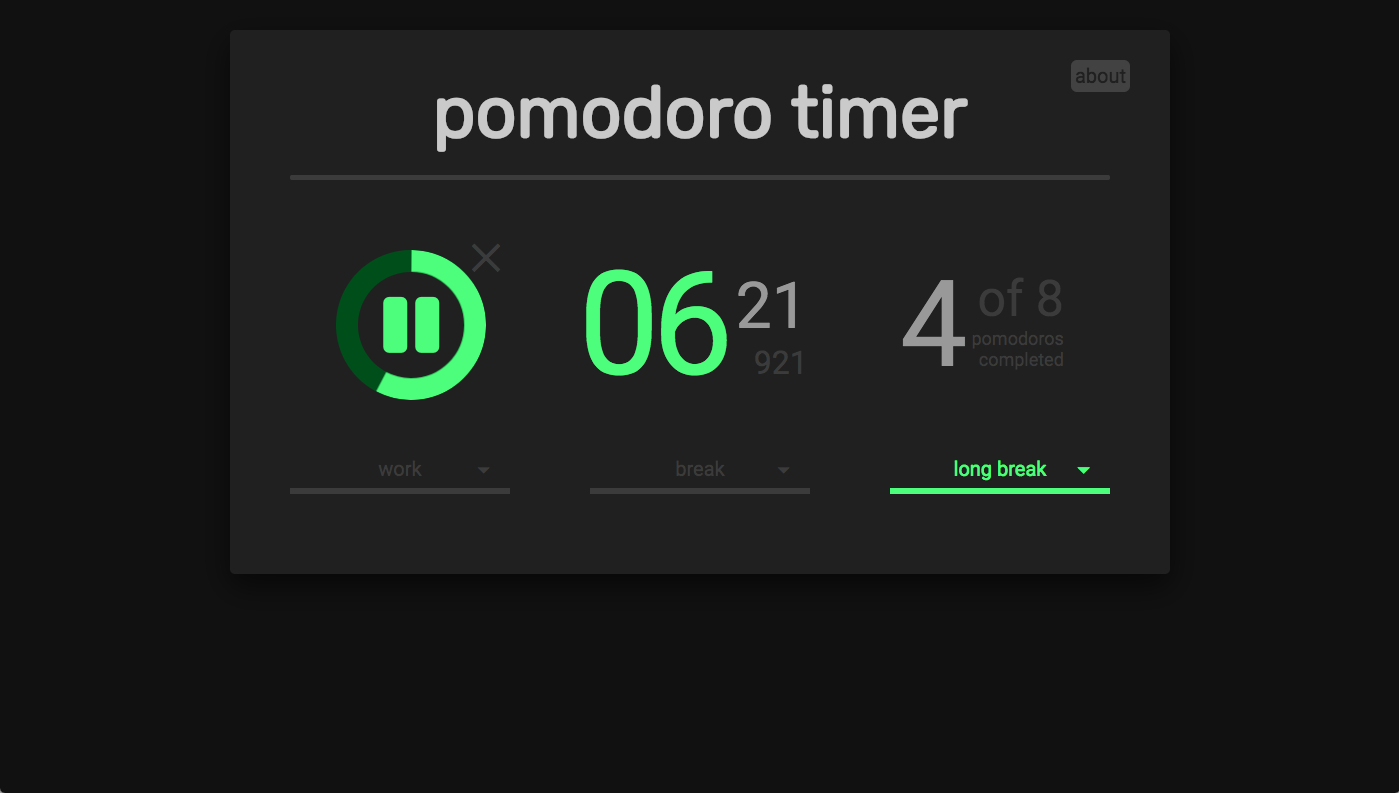 about
pomodoro timer
06
21
921
4
of 8
pomodoros
completed
work
break
long break